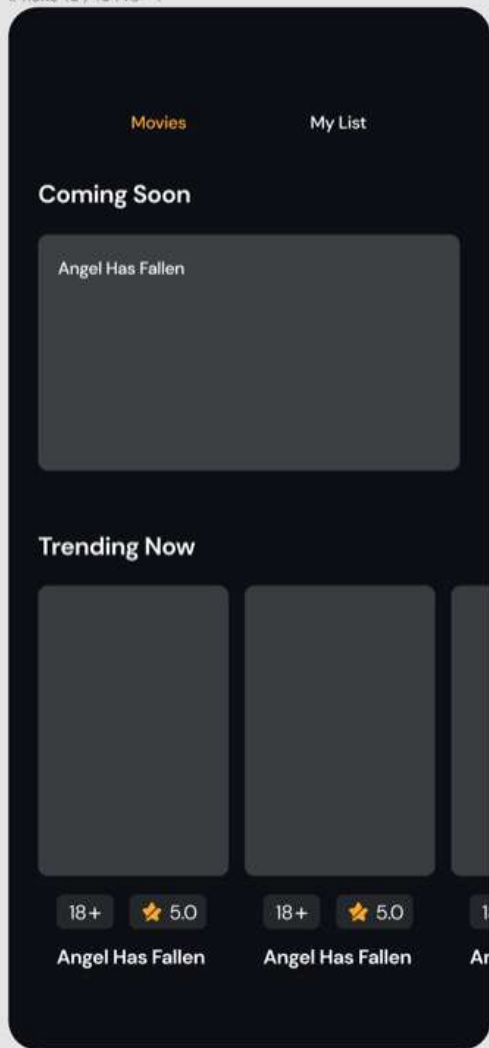 Movies
My List
Coming Soon
Angel Has Fallen
Trending Now
18+
5.0
18+
5.0
Angel Has Fallen
Angel Has Fallen